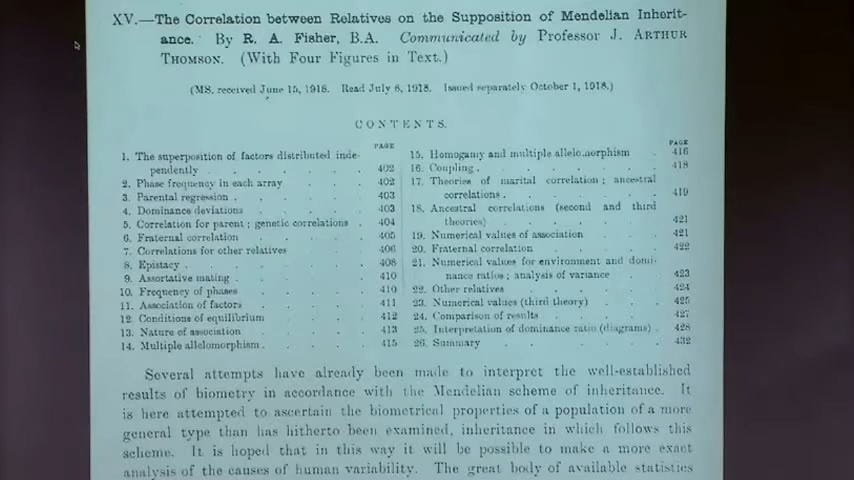 XV.—The Correlation between Relatives on the Supposition of Mendelian Inherit-
ance. By R. A. Fisher, B.A. Communicated by Professor J. ARTHUR
THOMSON. (With Four Figures in Text.)
(MS. received June 15, 1918. Read July 8, 1918. Issued separately October 1, 1918.)
CONTENTS.
PAGE
1. The superposition of factors distributed inde-
pendently . . . . . . 402
2. Phase frequency in each array . . . 402
3. Parental regression . . . . . 403
4. Dominance deviations . . . . 403
5. Correlation for parent; genetic correlations . 404
6. Fraternal correlation . . . . 405
7. Correlations for other relatives . . . 406
8. Epistacy . . . . . . 408
9. Assortative mating . . . . . 410
10. Frequency of phases . . . . 410
11. Association of factors . . . . 411
12. Conditions of equilibrium . . . . 412
13. Nature of association . . . . 413
14. Multiple allelomorphism . . . . 415
PAGE
15. Homogamy and multiple allelomorphism . 416
16. Coupling . . . . . . 418
17. Theories of marital correlation; ancestral
correlations . . . . . . 419
18. Ancestral correlations (second and third
theories) . . . . . . 421
19. Numerical values of association . . 421
20. Fraternal correlation . . . . 422
21. Numerical values for environment and domi-
nance ratios; analysis of variance . . 423
22. Other relatives . . . . . 424
23. Numerical values (third theory) . . . 425
24. Comparison of results . . . . 427
25. Interpretation of dominance ratio (diagrams) . 428
26. Summary . . . . . 432
Several attempts have already been made to interpret the well-established
results of biometry in accordance with the Mendelian scheme of inheritance. It
is here attempted to ascertain the biometrical properties of a population of a more
general type than has hitherto been examined, inheritance in which follows this
scheme. It is hoped that in this way it will be possible to make a more exact
analysis of the causes of human variability. The great body of available statistics